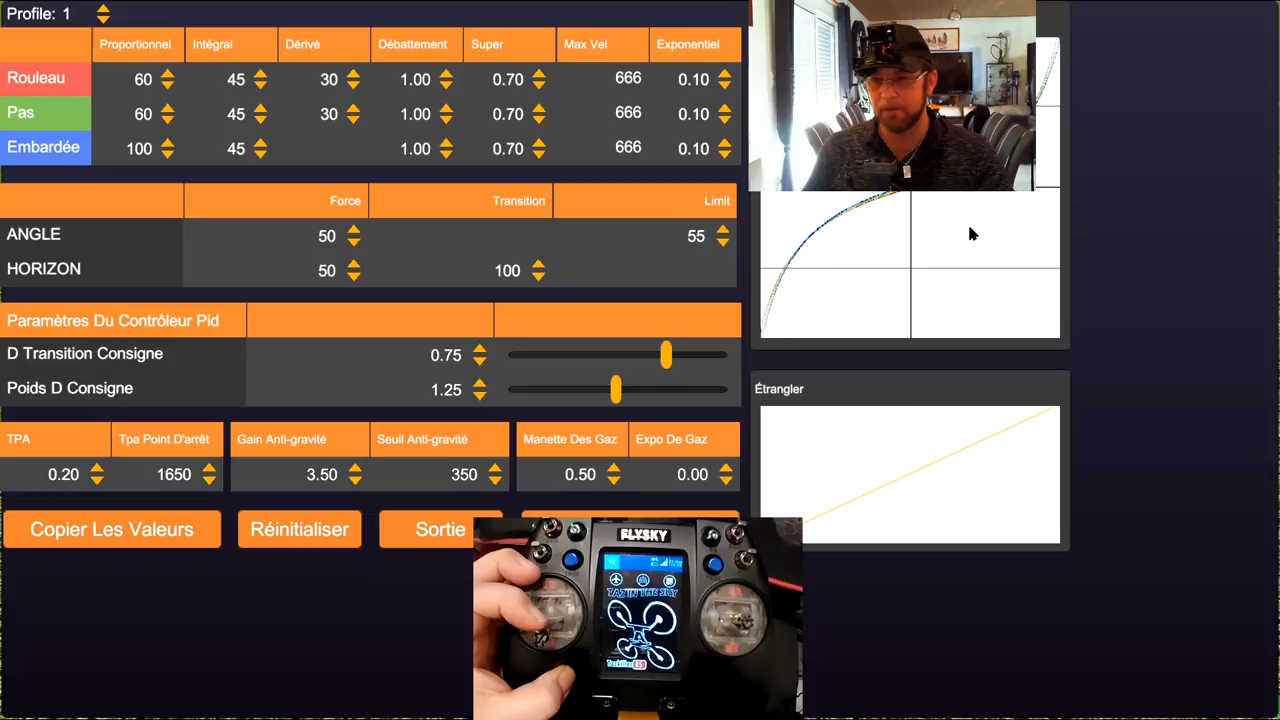 Profile: 1
Proportionnel Intégral Dérivé Débattement Super Max Vel Exponentiel
Rouleau 60 45 30 1.00 0.70 666 0.10
Pas 60 45 30 1.00 0.70 666 0.10
Embardée 100 45 1.00 0.70 666 0.10
Force Transition Limit
ANGLE 50 55
HORIZON 50 100
Paramètres Du Contrôleur Pid
D Transition Consigne 0.75
Poids D Consigne 1.25
Étrangler
TPA Tpa Point D'arrêt Gain Anti-gravité Seuil Anti-gravité Manette Des Gaz Expo De Gaz
0.20 1650 3.50 350 0.50 0.00
Copier Les Valeurs Réinitialiser Sortie
FLYSKY
TAZ IN THE SKY